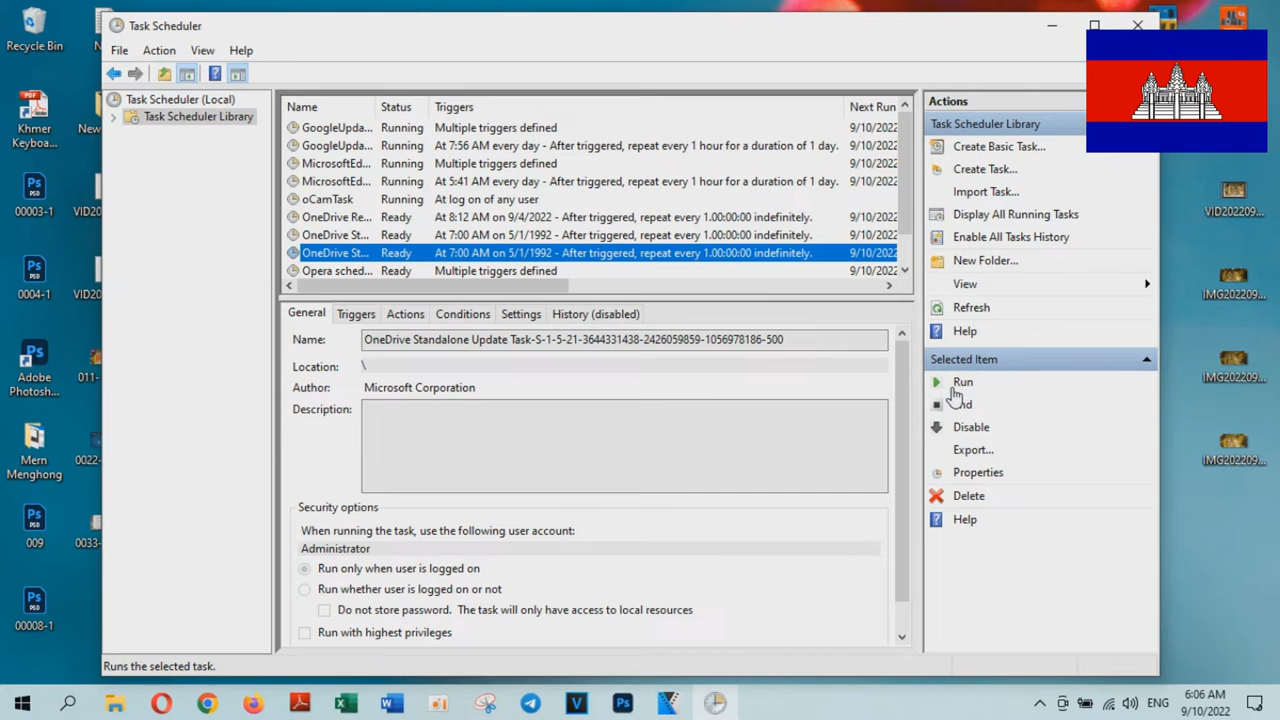 Task Scheduler
File Action View Help
Task Scheduler (Local)
Task Scheduler Library
Name Status Triggers Next Run
GoogleUpda... Running Multiple triggers defined 9/10/2022
GoogleUpda... Running At 7:56 AM every day - After triggered, repeat every 1 hour for a duration of 1 day. 9/10/2022
MicrosoftEd... Running Multiple triggers defined 9/10/2022
MicrosoftEd... Running At 5:41 AM every day - After triggered, repeat every 1 hour for a duration of 1 day. 9/10/2022
oCamTask Running At log on of any user
OneDrive Re... Ready At 8:12 AM on 9/4/2022 - After triggered, repeat every 1.00:00:00 indefinitely. 9/10/2022
OneDrive St... Ready At 7:00 AM on 5/1/1992 - After triggered, repeat every 1.00:00:00 indefinitely. 9/10/2022
OneDrive St... Ready At 7:00 AM on 5/1/1992 - After triggered, repeat every 1.00:00:00 indefinitely. 9/10/2022
Opera sched... Ready Multiple triggers defined 9/10/2022
General Triggers Actions Conditions Settings History (disabled)
Name: OneDrive Standalone Update Task-S-1-5-21-3644331438-2426059859-1056978186-500
Location: \
Author: Microsoft Corporation
Description:
Security options
When running the task, use the following user account:
Administrator
Run only when user is logged on
Run whether user is logged on or not
Do not store password. The task will only have access to local resources
Run with highest privileges
Actions
Task Scheduler Library
Create Basic Task...
Create Task...
Import Task...
Display All Running Tasks
Enable All Tasks History
New Folder...
View
Refresh
Help
Selected Item
Run
Disable
Export...
Properties
Delete
Help
Runs the selected task.
Recycle Bin
Khmer
Keyboa...
00003-1
0004-1
Adobe
Photosh...
Mern
Menghong
009
00008-1
New
VID20
VID20
011-
0022-
0033-
VID202209...
IMG202209...
IMG202209...
IMG202209...
ENG
6:06 AM
9/10/2022